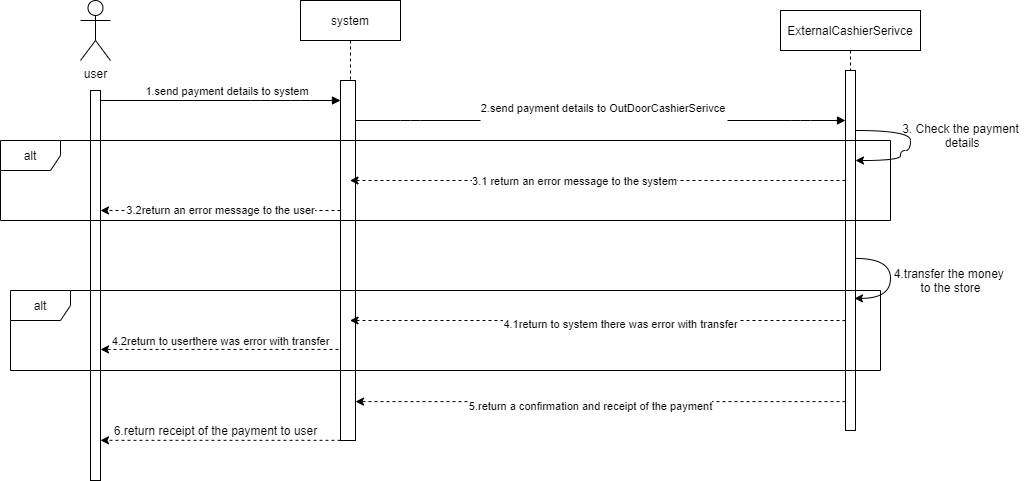 system
ExternalCashierSerivce
user
1.send payment details to system
2.send payment details to OutDoorCashierSerivce
3. Check the payment
details
alt
3.1 return an error message to the system
3.2return an error message to the user
4.transfer the money
to the store
alt
4.1return to system there was error with transfer
4.2return to userthere was error with transfer
5.return a confirmation and receipt of the payment
6.return receipt of the payment to user